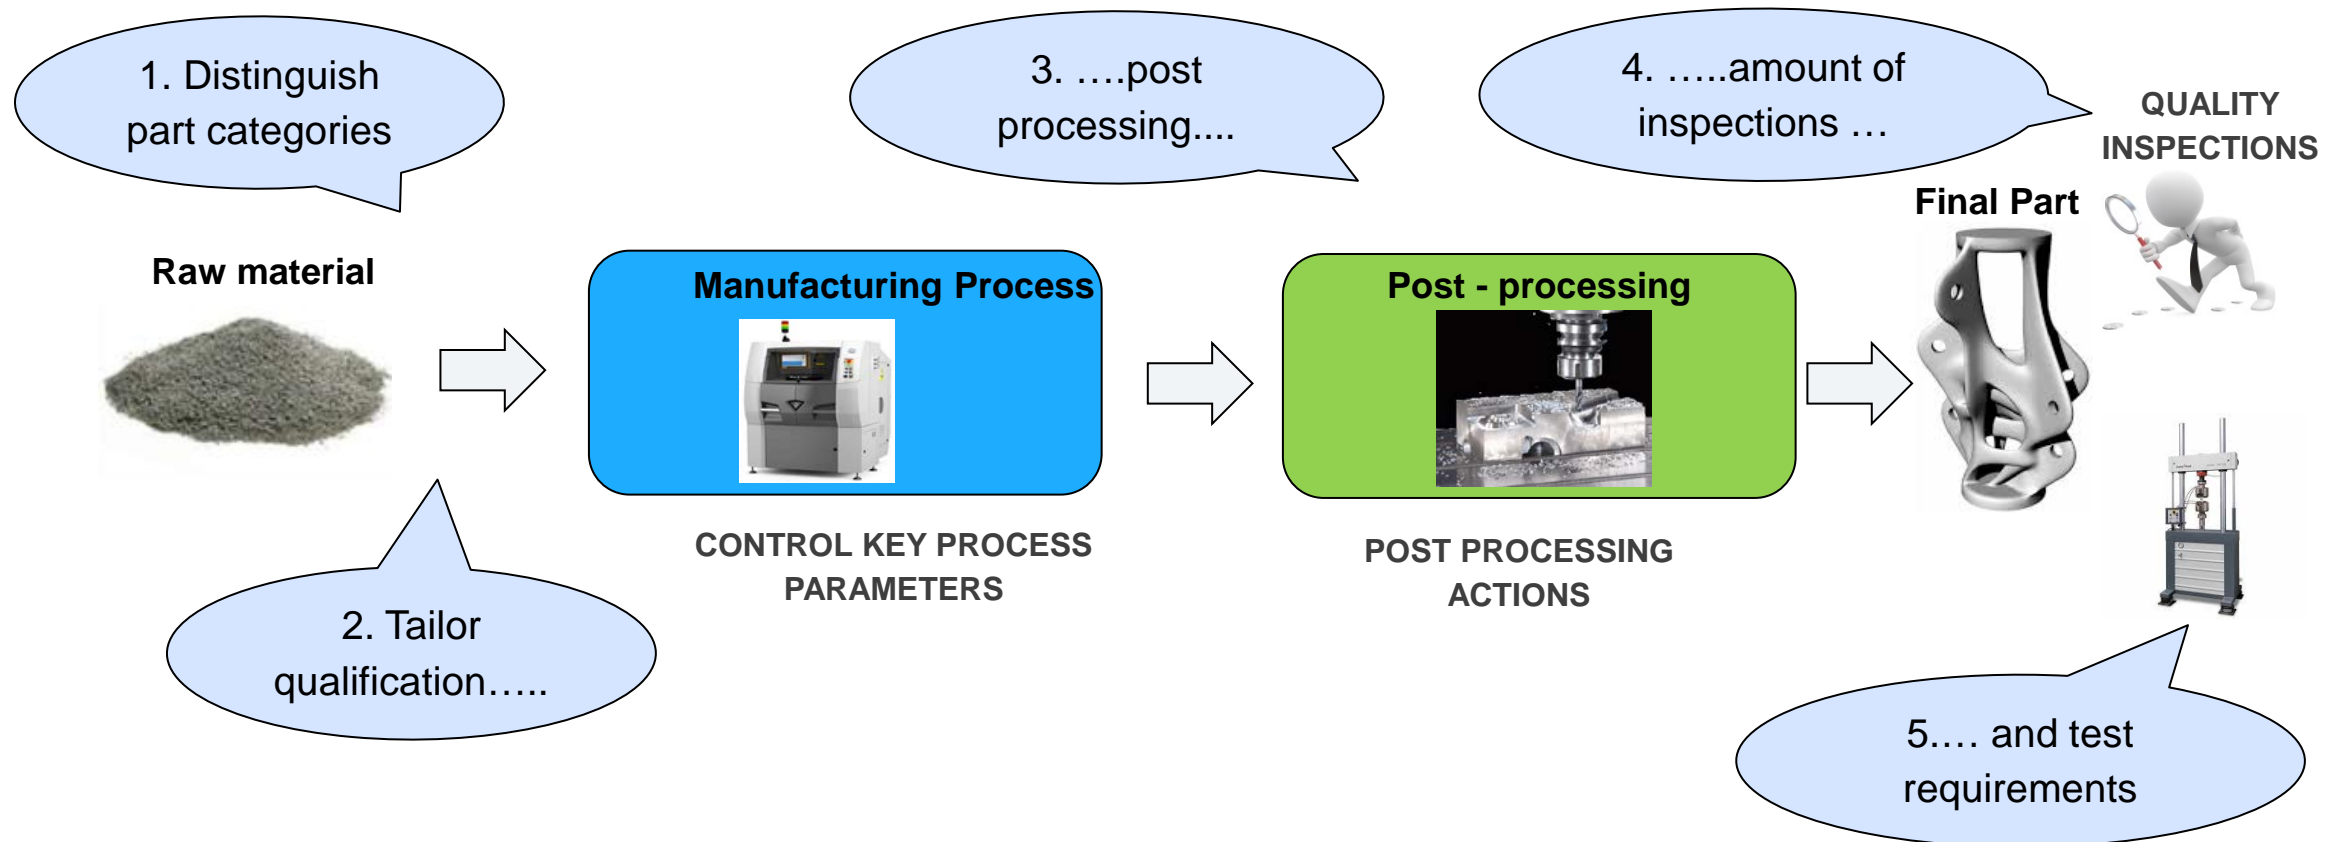 1. Distinguish
part categories
3. ….post
processing....
4. …..amount of
inspections …
QUALITY
INSPECTIONS
Final Part
Raw material
Manufacturing Process
Post - processing
CONTROL KEY PROCESS
PARAMETERS
POST PROCESSING
ACTIONS
2. Tailor
qualification…..
5.… and test
requirements